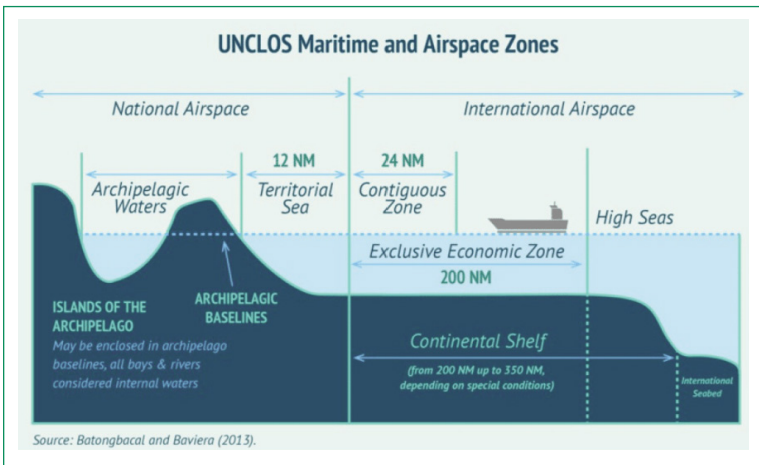 UNCLOS Maritime and Airspace Zones
National Airspace
International Airspace
12 NM
24 NM
Archipelagic
Waters
Territorial
Sea
Contiguous
Zone
High Seas
Exclusive Economic Zone
200 NM
ARCHIPELAGIC
BASELINES
ISLANDS OF THE
ARCHIPELAGO
May be enclosed in archipelago
baselines, all bays & rivers
considered internal waters
Continental Shelf
(from 200 NM up to 350 NM,
depending on special conditions)
International
Seabed
Source: Batongbacal and Baviera (2013).